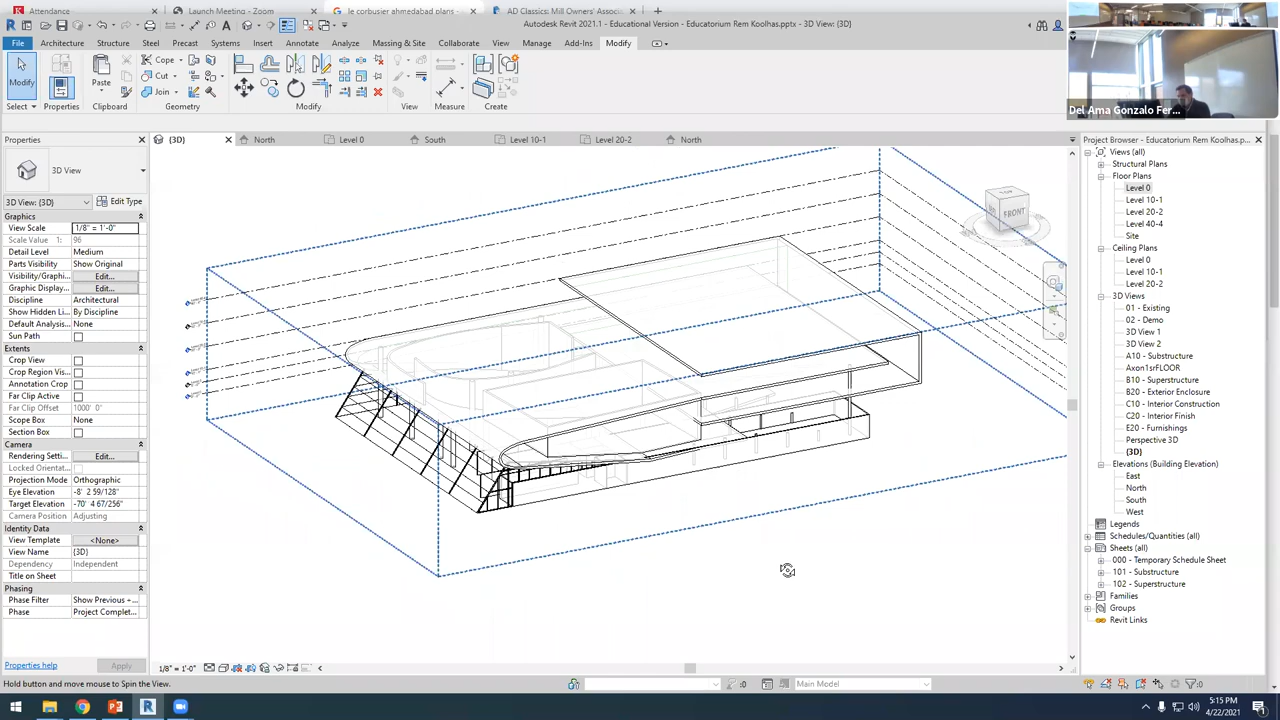 Attendance -
Launch Meeting - Zoom
le corbusier ahmedabad plans -
AD Classics: Mill Owners' Associa
Autodesk Revit 2021.1 - Educational Version - Educatorium Rem Koolhas.pptx - 3D View: {3D}
File Architecture Structure Steel Precast Systems Insert Annotate Analyze Massing & Site Collaborate View Manage Add-Ins Modify
Modify
Properties
Paste
Cope
Cut
Join
Select Properties Clipboard Geometry Modify View Measure Create
Del Ama Gonzalo Fer...
Properties
3D View
3D View: {3D} Edit Type
Graphics
View Scale 1/8" = 1'-0"
Scale Value 1: 96
Detail Level Medium
Parts Visibility Show Original
Visibility/Graphi... Edit...
Graphic Display... Edit...
Discipline Architectural
Show Hidden Li... By Discipline
Default Analysis... None
Sun Path
Extents
Crop View
Crop Region Vis...
Annotation Crop
Far Clip Active
Far Clip Offset 1000' 0"
Scope Box None
Section Box
Camera
Rendering Setti... Edit...
Locked Orientat...
Projection Mode Orthographic
Eye Elevation -8' 2 59/128"
Target Elevation -70' 4 67/256"
Camera Position Adjusting
Identity Data
View Template <None>
View Name {3D}
Dependency Independent
Title on Sheet
Phasing
Phase Filter Show Previous +...
Phase Project Complet...
Properties help Apply
{3D} North Level 0 South Level 10-1 Level 20-2 North
TOP
FRONT
Project Browser - Educatorium Rem Koolhas.p...
Views (all)
Structural Plans
Floor Plans
Level 0
Level 10-1
Level 20-2
Level 40-4
Site
Ceiling Plans
Level 0
Level 10-1
Level 20-2
3D Views
01 - Existing
02 - Demo
3D View 1
3D View 2
A10 - Substructure
Axon1srFLOOR
B10 - Superstructure
B20 - Exterior Enclosure
C10 - Interior Construction
C20 - Interior Finish
E20 - Furnishings
Perspective 3D
{3D}
Elevations (Building Elevation)
East
North
South
West
Legends
Schedules/Quantities (all)
Sheets (all)
000 - Temporary Schedule Sheet
101 - Substructure
102 - Superstructure
Families
Groups
Revit Links
1/8" = 1'-0"
Hold button and move mouse to Spin the View.
:0
Main Model
:0
5:15 PM
4/22/2021